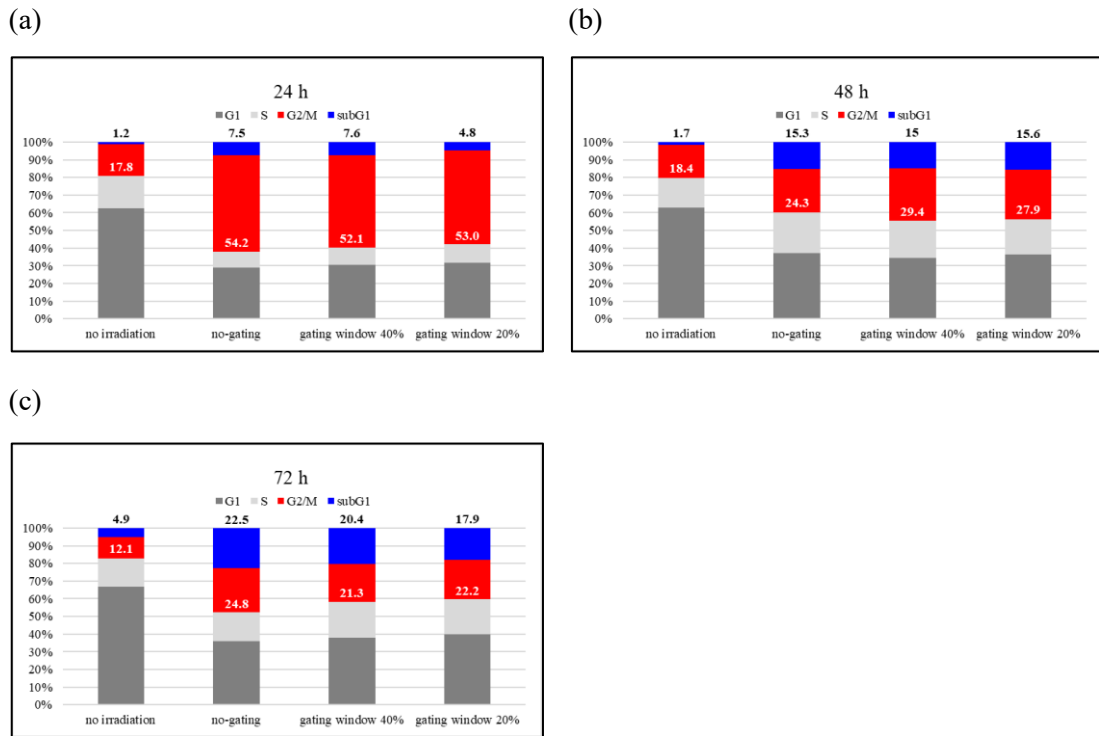 (a)
24 h
G1 S G2/M subG1
1.2 7.5 7.6 4.8
100%
90%
17.8
80%
70%
60%
50%
54.2 52.1 53.0
40%
30%
20%
10%
0%
no irradiation no-gating gating window 40% gating window 20%
(b)
48 h
G1 S G2/M subG1
1.7 15.3 15 15.6
100%
90%
18.4
80%
70%
24.3 29.4 27.9
60%
50%
40%
30%
20%
10%
0%
no irradiation no-gating gating window 40% gating window 20%
(c)
72 h
G1 S G2/M subG1
4.9 22.5 20.4 17.9
100%
90%
12.1
80%
70%
60%
24.8 21.3 22.2
50%
40%
30%
20%
10%
0%
no irradiation no-gating gating window 40% gating window 20%